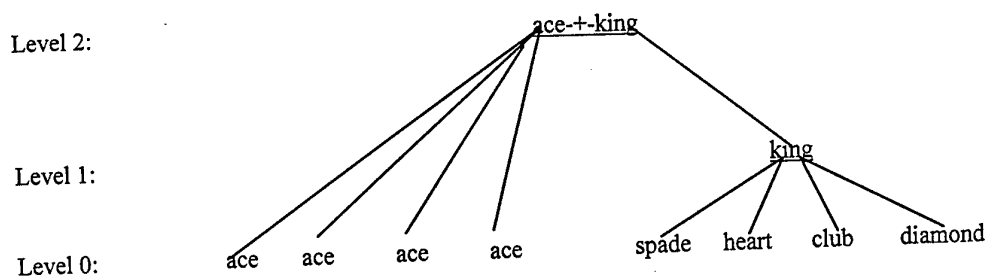 Level 2: ace-+-king
Level 1: king
spade heart club diamond
Level 0: ace ace ace ace